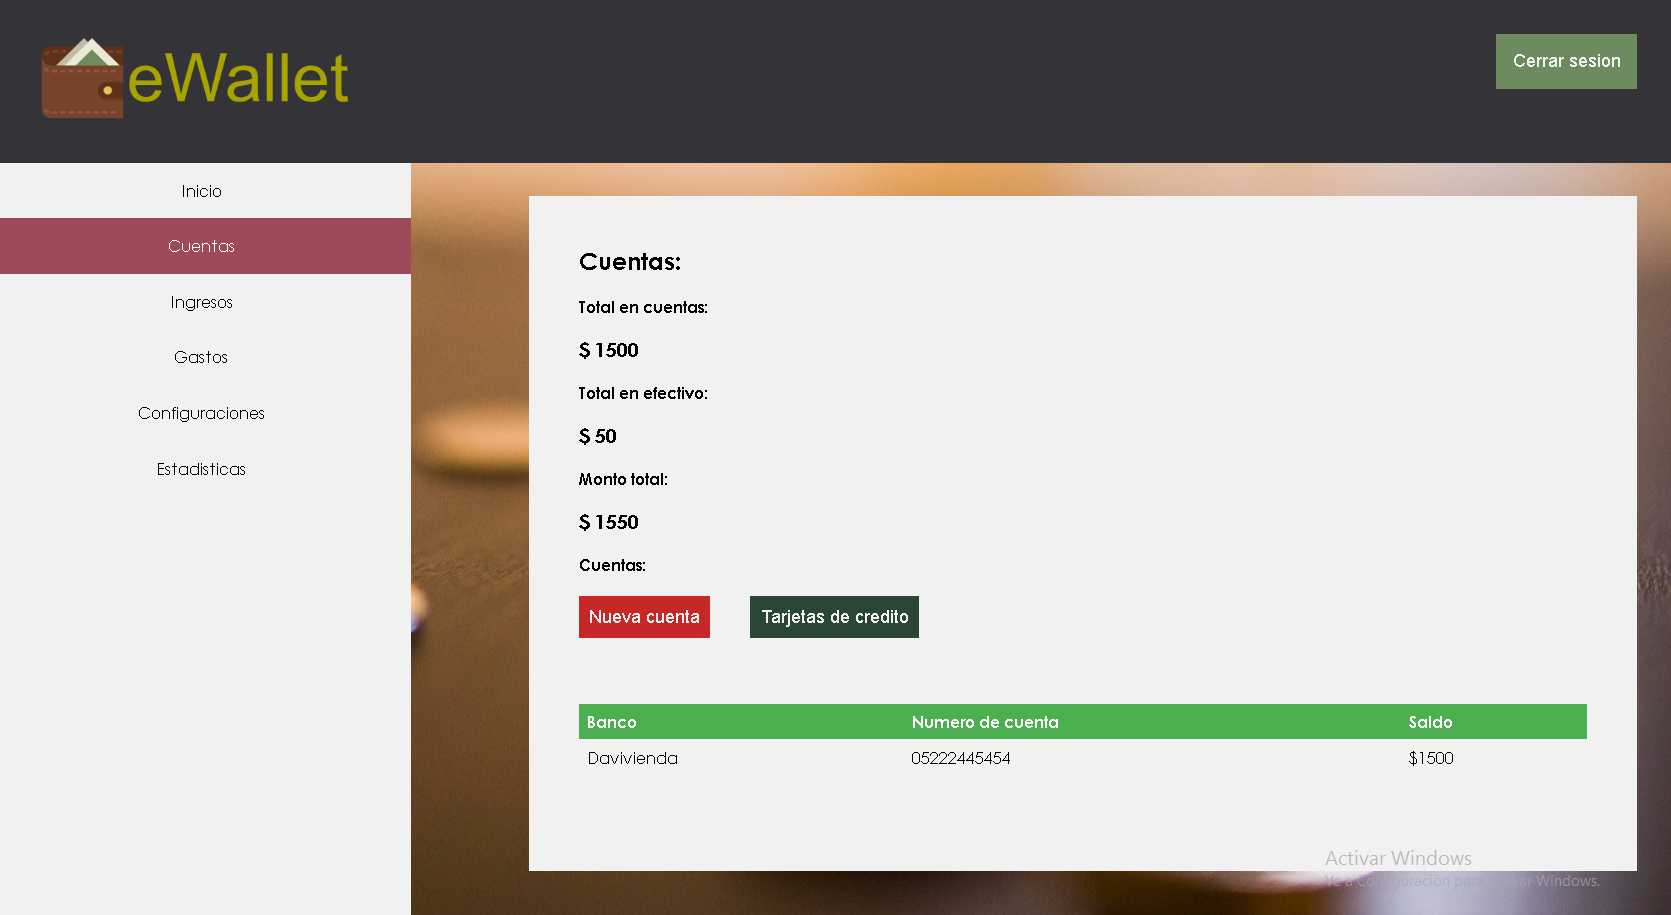 eWallet
Cerrar sesion
Inicio
Cuentas
Ingresos
Gastos
Configuraciones
Estadisticas
Cuentas:
Total en cuentas:
$ 1500
Total en efectivo:
$ 50
Monto total:
$ 1550
Cuentas:
Nueva cuenta Tarjetas de credito
Banco Numero de cuenta Saldo
Davivienda 05222445454 $1500
Activar Windows
Ve a Configuración para activar Windows.